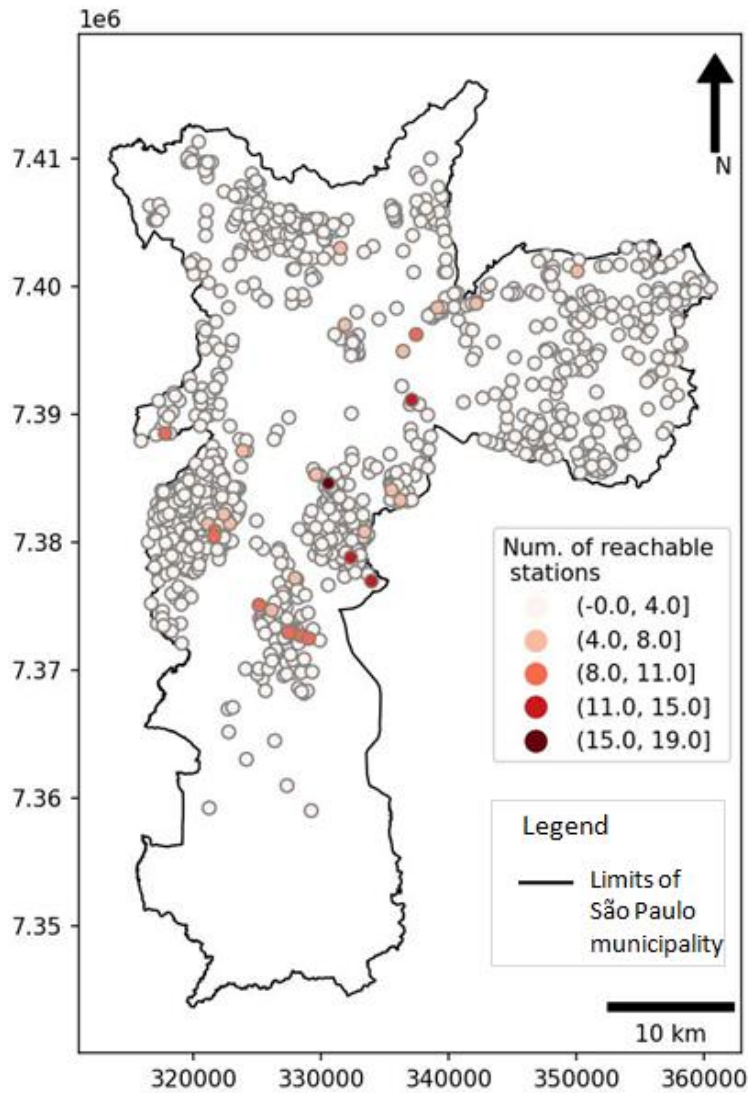 1e6
N
7.41
7.40
7.39
7.38
7.37
7.36
7.35
Num. of reachable
stations
(-0.0, 4.0]
(4.0, 8.0]
(8.0, 11.0]
(11.0, 15.0]
(15.0, 19.0]
Legend
Limits of
São Paulo
municipality
10 km
320000 330000 340000 350000 360000